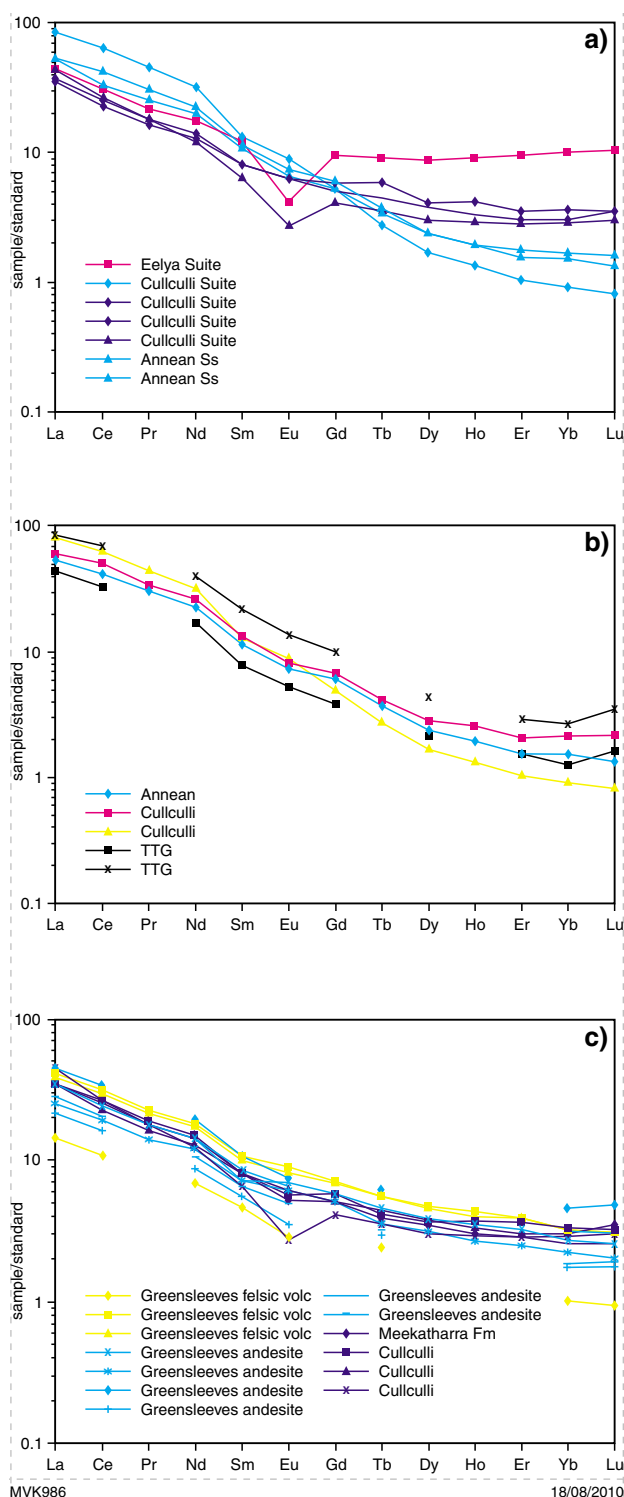 a)
100
10
1
0.1
sample/standard
Eelya Suite
Cullculli Suite
Cullculli Suite
Cullculli Suite
Cullculli Suite
Annean Ss
Annean Ss
La Ce Pr Nd Sm Eu Gd Tb Dy Ho Er Yb Lu
b)
100
10
1
0.1
sample/standard
Annean
Cullculli
Cullculli
TTG
TTG
La Ce Pr Nd Sm Eu Gd Tb Dy Ho Er Yb Lu
c)
100
10
1
0.1
sample/standard
Greensleeves felsic volc
Greensleeves felsic volc
Greensleeves felsic volc
Greensleeves andesite
Greensleeves andesite
Greensleeves andesite
Greensleeves andesite
Greensleeves andesite
Greensleeves andesite
Meekatharra Fm
Cullculli
Cullculli
Cullculli
La Ce Pr Nd Sm Eu Gd Tb Dy Ho Er Yb Lu
MVK986 18/08/2010